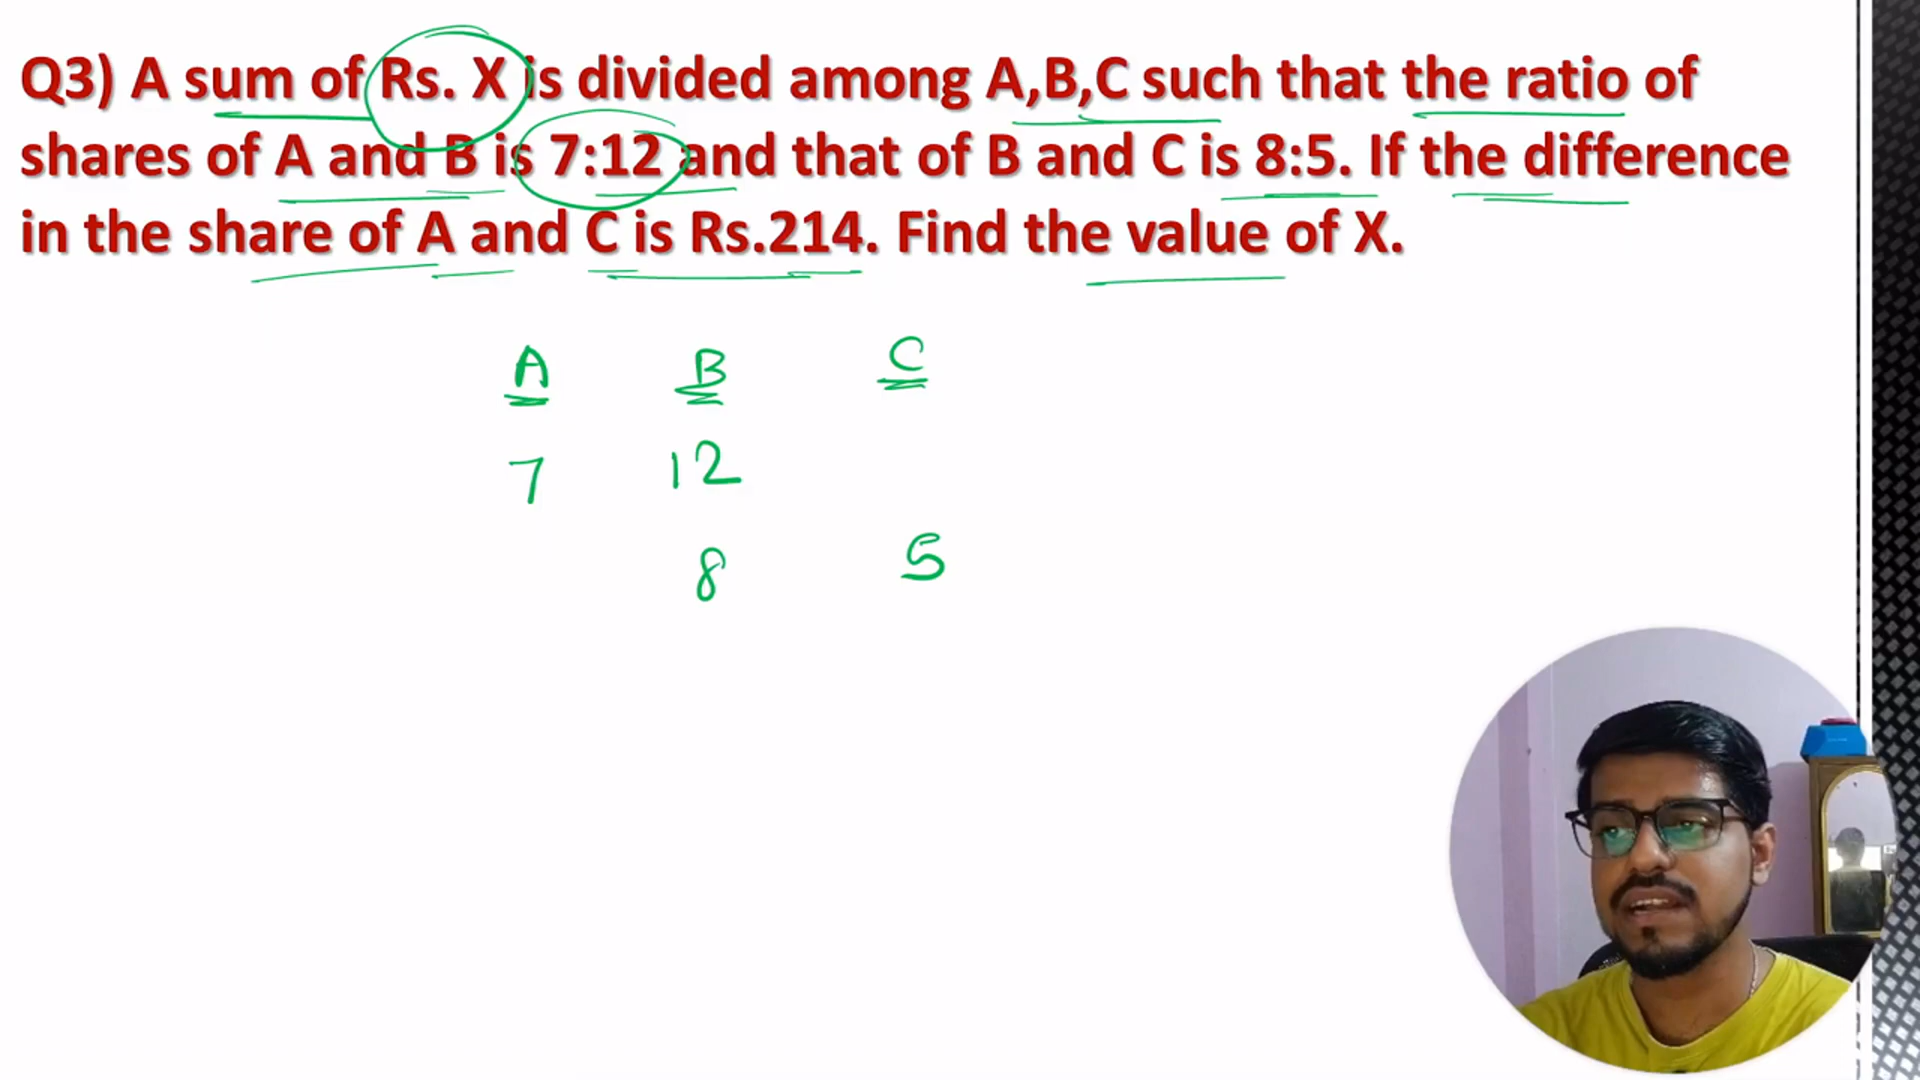 Q3) A sum of Rs. X is divided among A,B,C such that the ratio of
shares of A and B is 7:12 and that of B and C is 8:5. If the difference
in the share of A and C is Rs.214. Find the value of X.
A B C
7 12
8 5